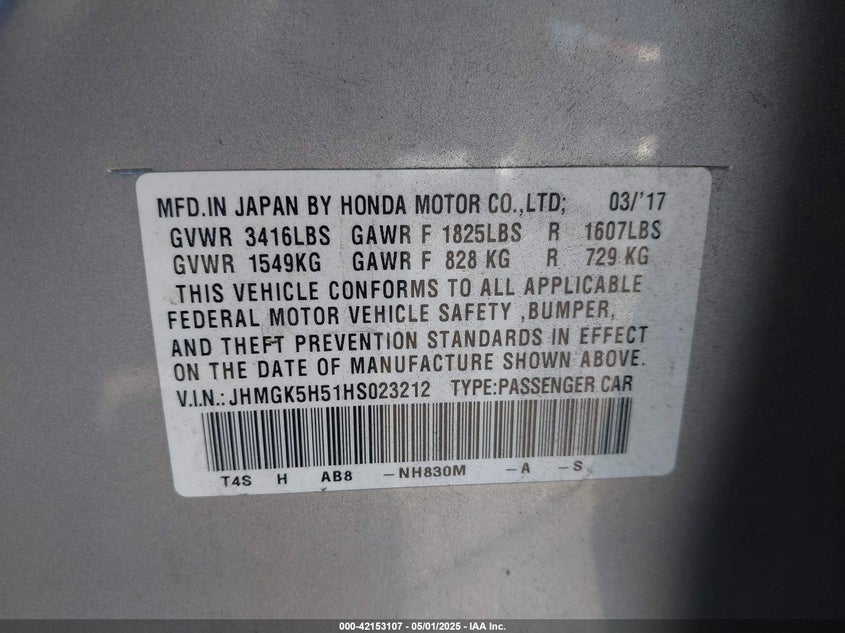 MFD.IN JAPAN BY HONDA MOTOR CO.,LTD; 03/'17
GVWR 3416LBS GAWR F 1825LBS R 1607LBS
GVWR 1549KG GAWR F 828 KG R 729 KG
THIS VEHICLE CONFORMS TO ALL APPLICABLE
FEDERAL MOTOR VEHICLE SAFETY ,BUMPER,
AND THEFT PREVENTION STANDARDS IN EFFECT
ON THE DATE OF MANUFACTURE SHOWN ABOVE.
V.I.N.: JHMGK5H51HS023212 TYPE:PASSENGER CAR
T4S H AB8 -NH830M -A -S
000-42153107 - 05/01/2025 - IAA Inc.